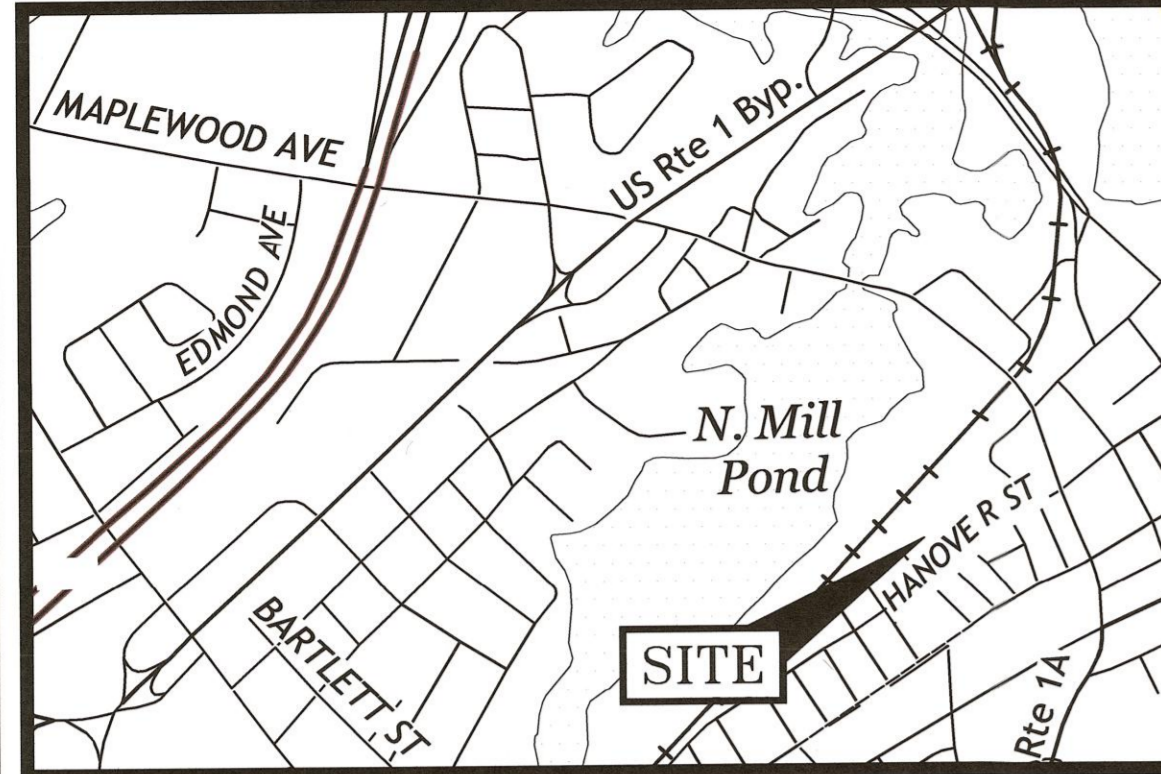 MAPLEWOOD AVE
US Rte 1 Byp.
EDMOND AVE
N. Mill
Pond
HANOVE R ST
BARTLETT ST
SITE
Rte 1A